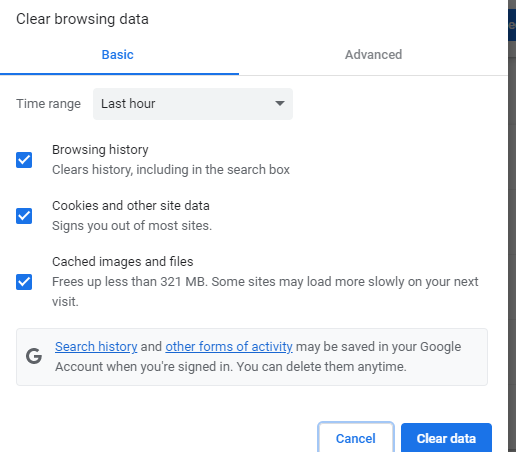 Clear browsing data
Basic
Advanced
Time range
Last hour
Browsing history
Clears history, including in the search box
Cookies and other site data
Signs you out of most sites.
Cached images and files
Frees up less than 321 MB. Some sites may load more slowly on your next
visit.
G
Search history and other forms of activity may be saved in your Google
Account when you're signed in. You can delete them anytime.
Cancel
Clear data